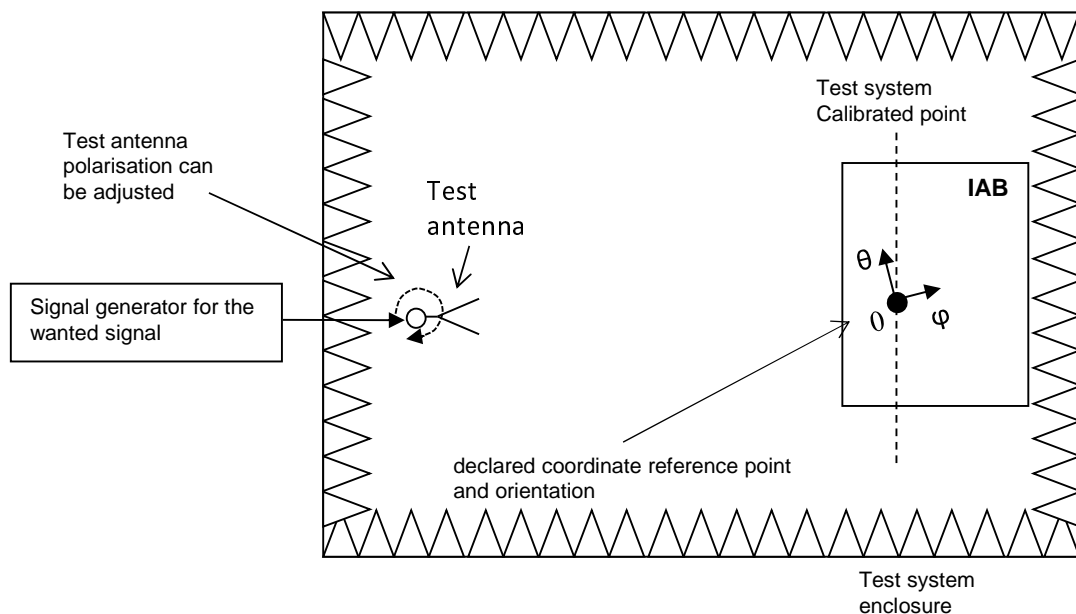 Test system
Calibrated point
Test antenna
polarisation can
be adjusted
Test
antenna
IAB
θ
Signal generator for the
wanted signal
0
φ
declared coordinate reference point
and orientation
Test system
enclosure